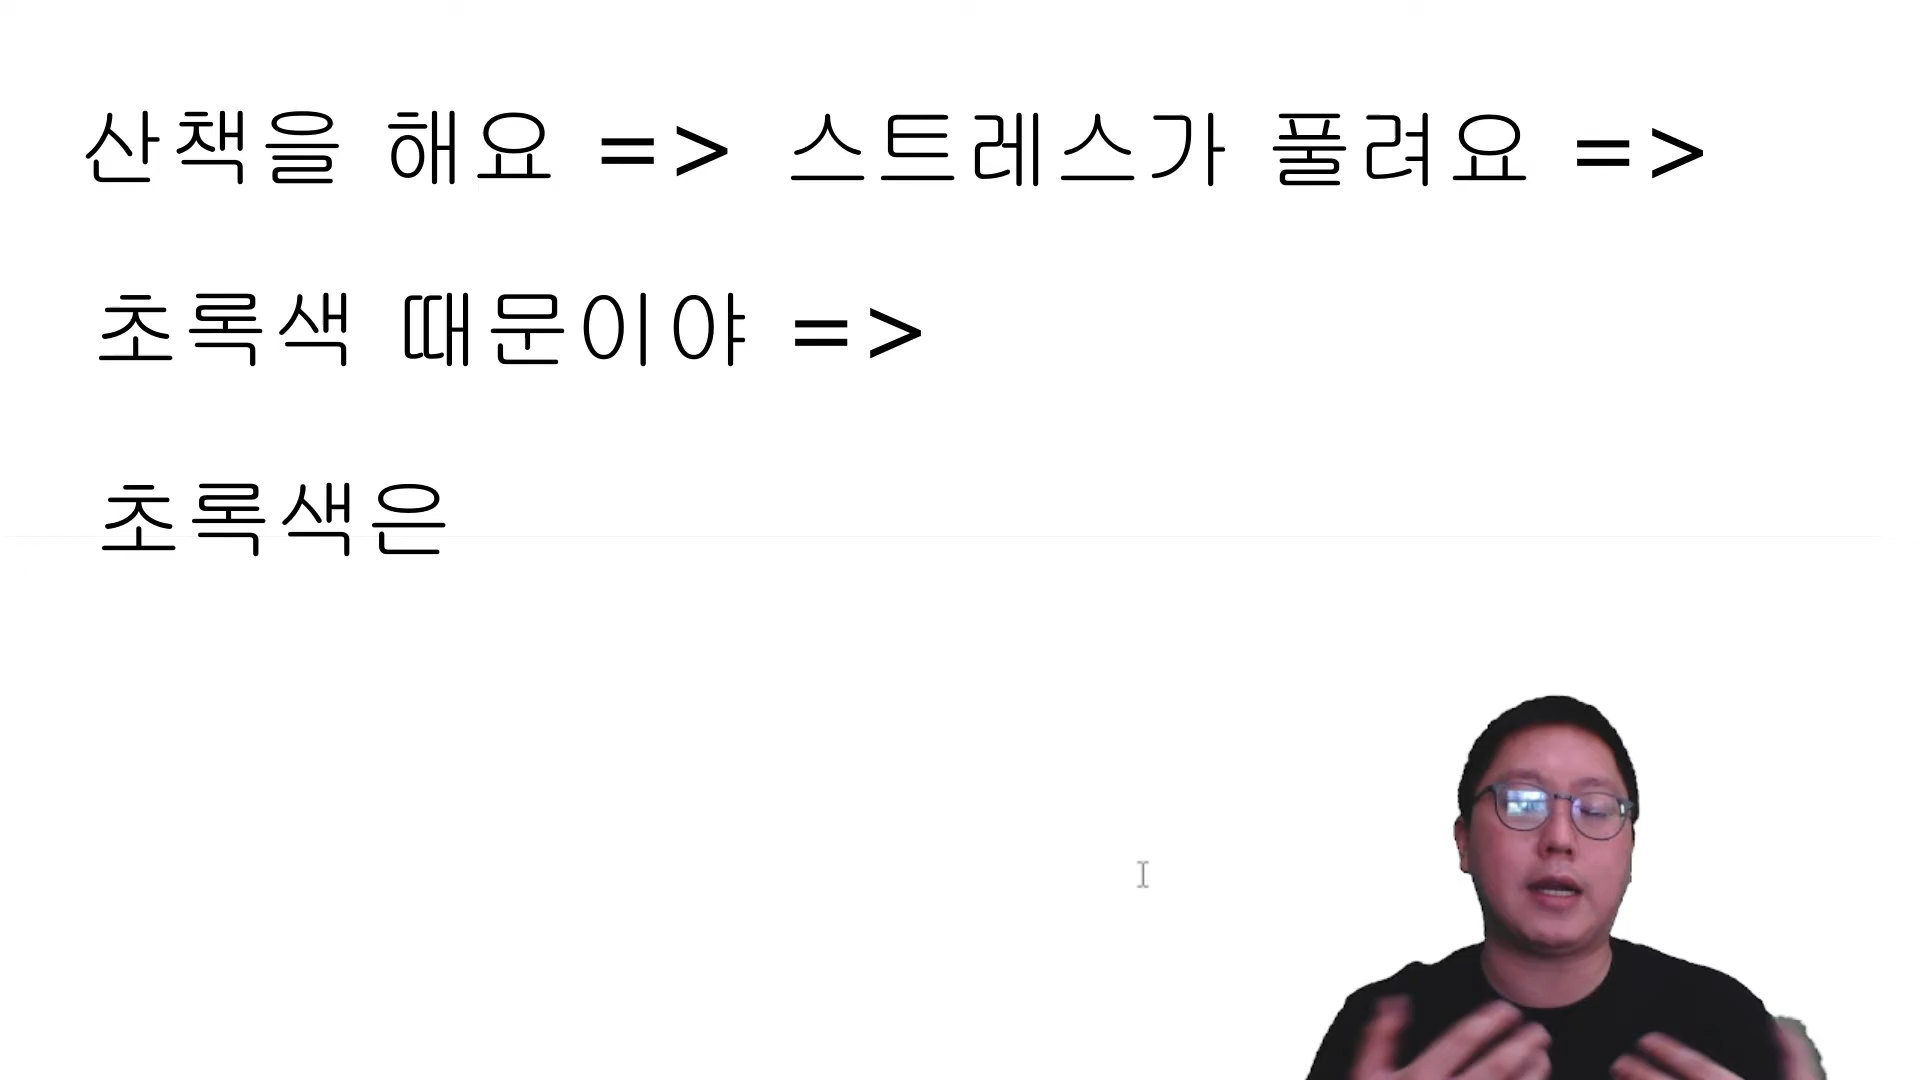 산책을 해요 => 스트레스가 풀려요 =>
초록색 때문이야 =>
초록색은